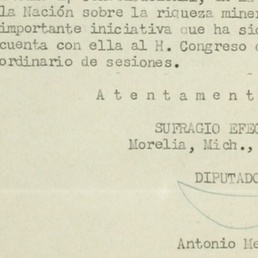 la Nación sobre la riqueza miner
importante iniciativa que ha sid
cuenta con ella al H. Congreso
ordinario de sesiones.
A t e n t a m e n t
SUFRAGIO EFEC
Morelia, Mich.,
DIPUTADO
Antonio Me